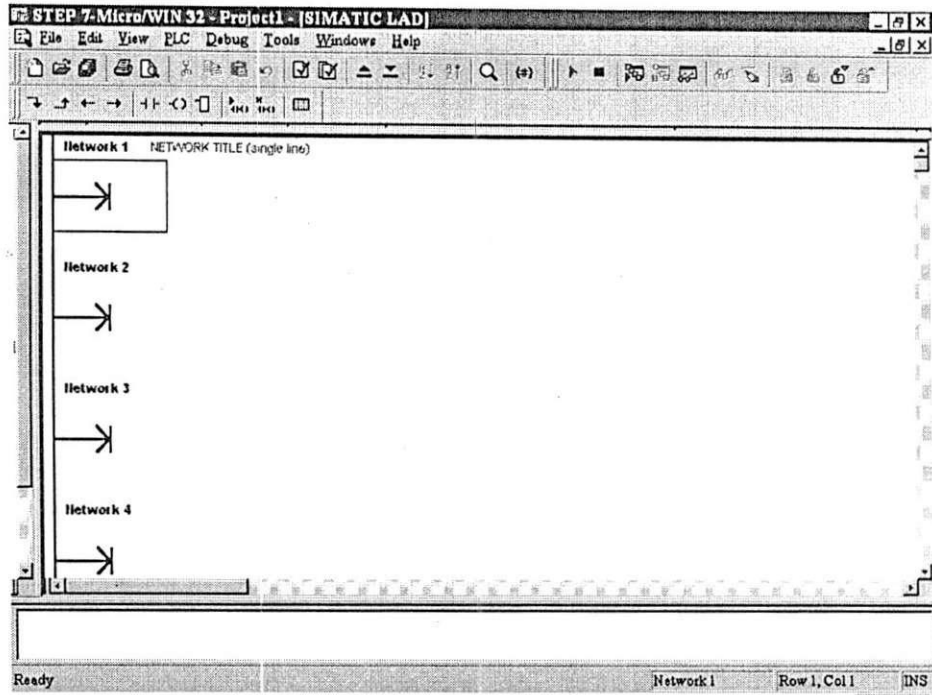 STEP 7-Micro/WIN 32 - Project1 - [SIMATIC LAD]
File Edit View PLC Debug Tools Windows Help
Network 1 NETWORK TITLE (single line)
Network 2
Network 3
Network 4
Ready Network 1 Row 1, Col 1 INS